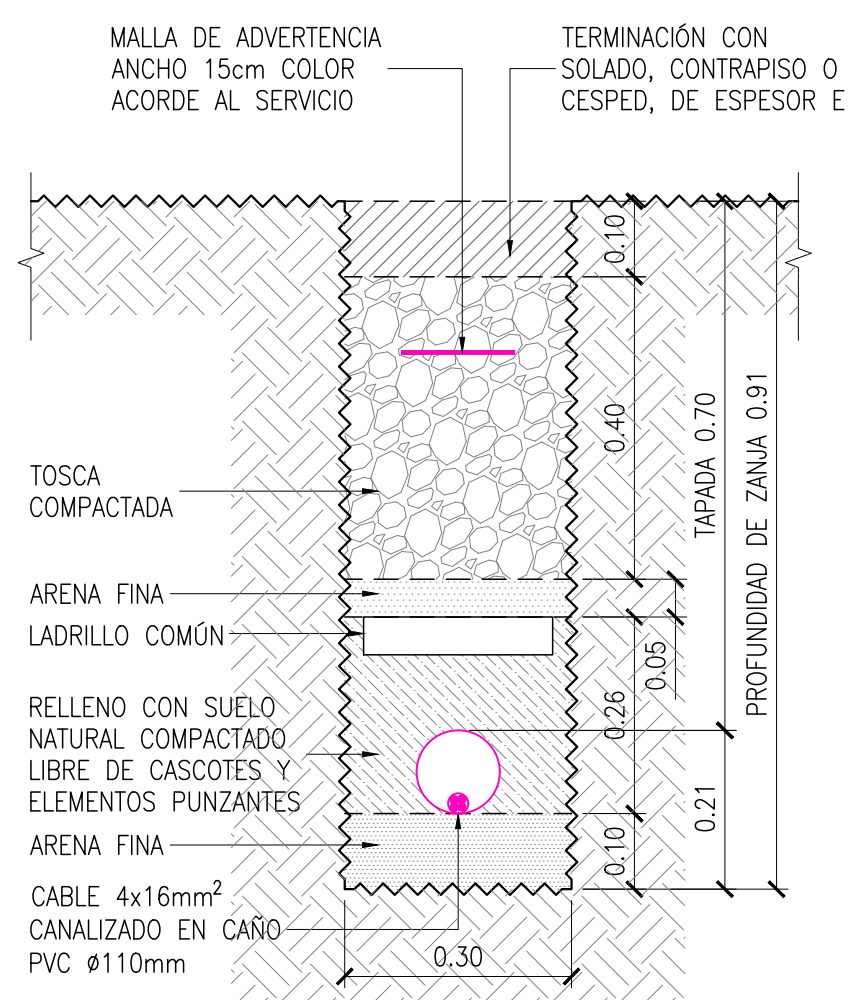 MALLA DE ADVERTENCIA
ANCHO 15cm COLOR
ACORDE AL SERVICIO
TERMINACIÓN CON
SOLADO, CONTRAPISO O
CESPED, DE ESPESOR E
0.10
0.40
TAPADA 0.70
PROFUNDIDAD DE ZANJA 0.91
TOSCA
COMPACTADA
ARENA FINA
LADRILLO COMÚN
0.05
0.26
RELLENO CON SUELO
NATURAL COMPACTADO
LIBRE DE CASCOTES Y
ELEMENTOS PUNZANTES
0.21
ARENA FINA
0.10
CABLE 4x16mm²
CANALIZADO EN CAÑO
PVC Ø110mm
0.30